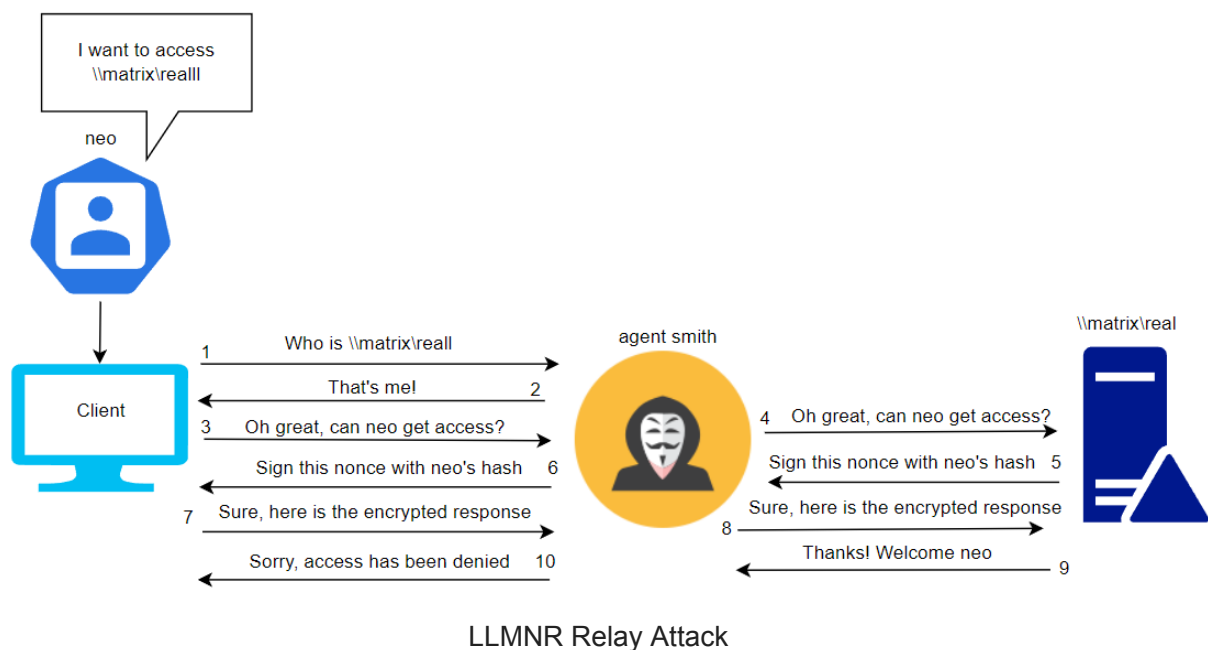 I want to access
\\matrix\realll
neo
Client
1 Who is \\matrix\reall
That's me! 2
3 Oh great, can neo get access?
Sign this nonce with neo's hash 6
7 Sure, here is the encrypted response
Sorry, access has been denied 10
agent smith
\\matrix\real
4 Oh great, can neo get access?
Sign this nonce with neo's hash 5
Sure, here is the encrypted response
8
Thanks! Welcome neo
9
LLMNR Relay Attack